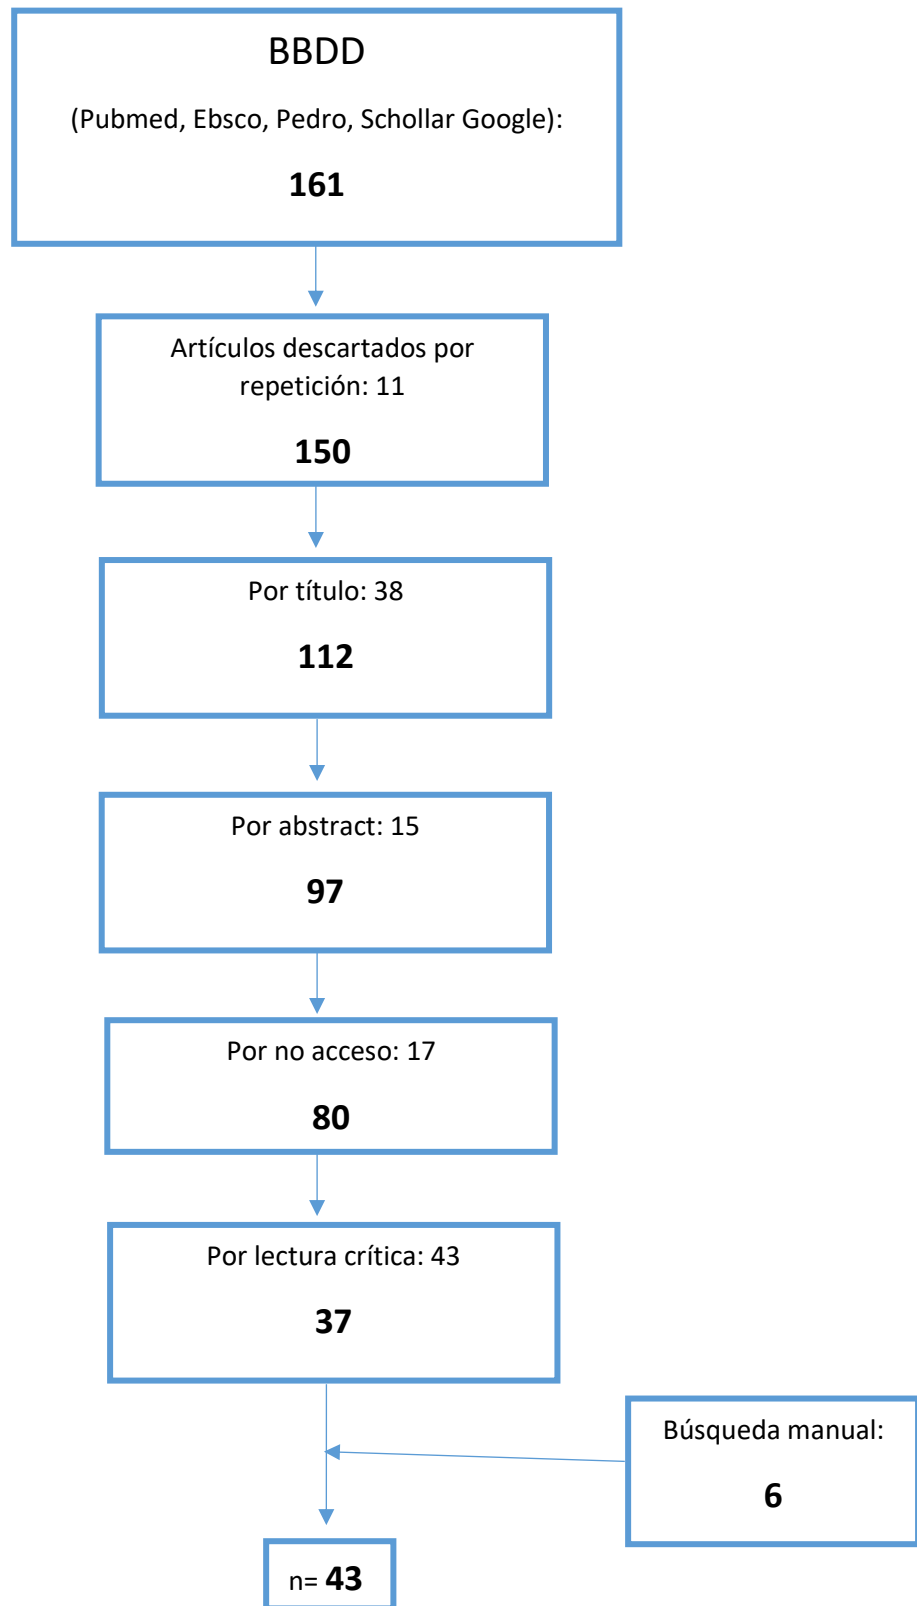 BBDD
(Pubmed, Ebsco, Pedro, Schollar Google):
161
Artículos descartados por
repetición: 11
150
Por título: 38
112
Por abstract: 15
97
Por no acceso: 17
80
Por lectura crítica: 43
37
Búsqueda manual:
6
n= 43